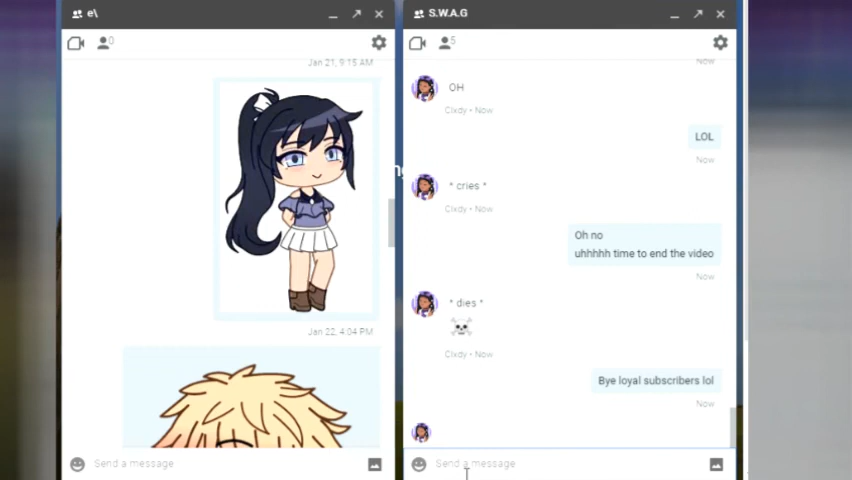 e\
0
Jan 21, 9:15 AM
Jan 22, 4:04 PM
Send a message
S.W.A.G
5
Now
OH
Clxdy • Now
LOL
Now
* cries *
Clxdy • Now
Oh no
uhhhhh time to end the video
Now
* dies *
Clxdy • Now
Bye loyal subscribers lol
Now
Send a message